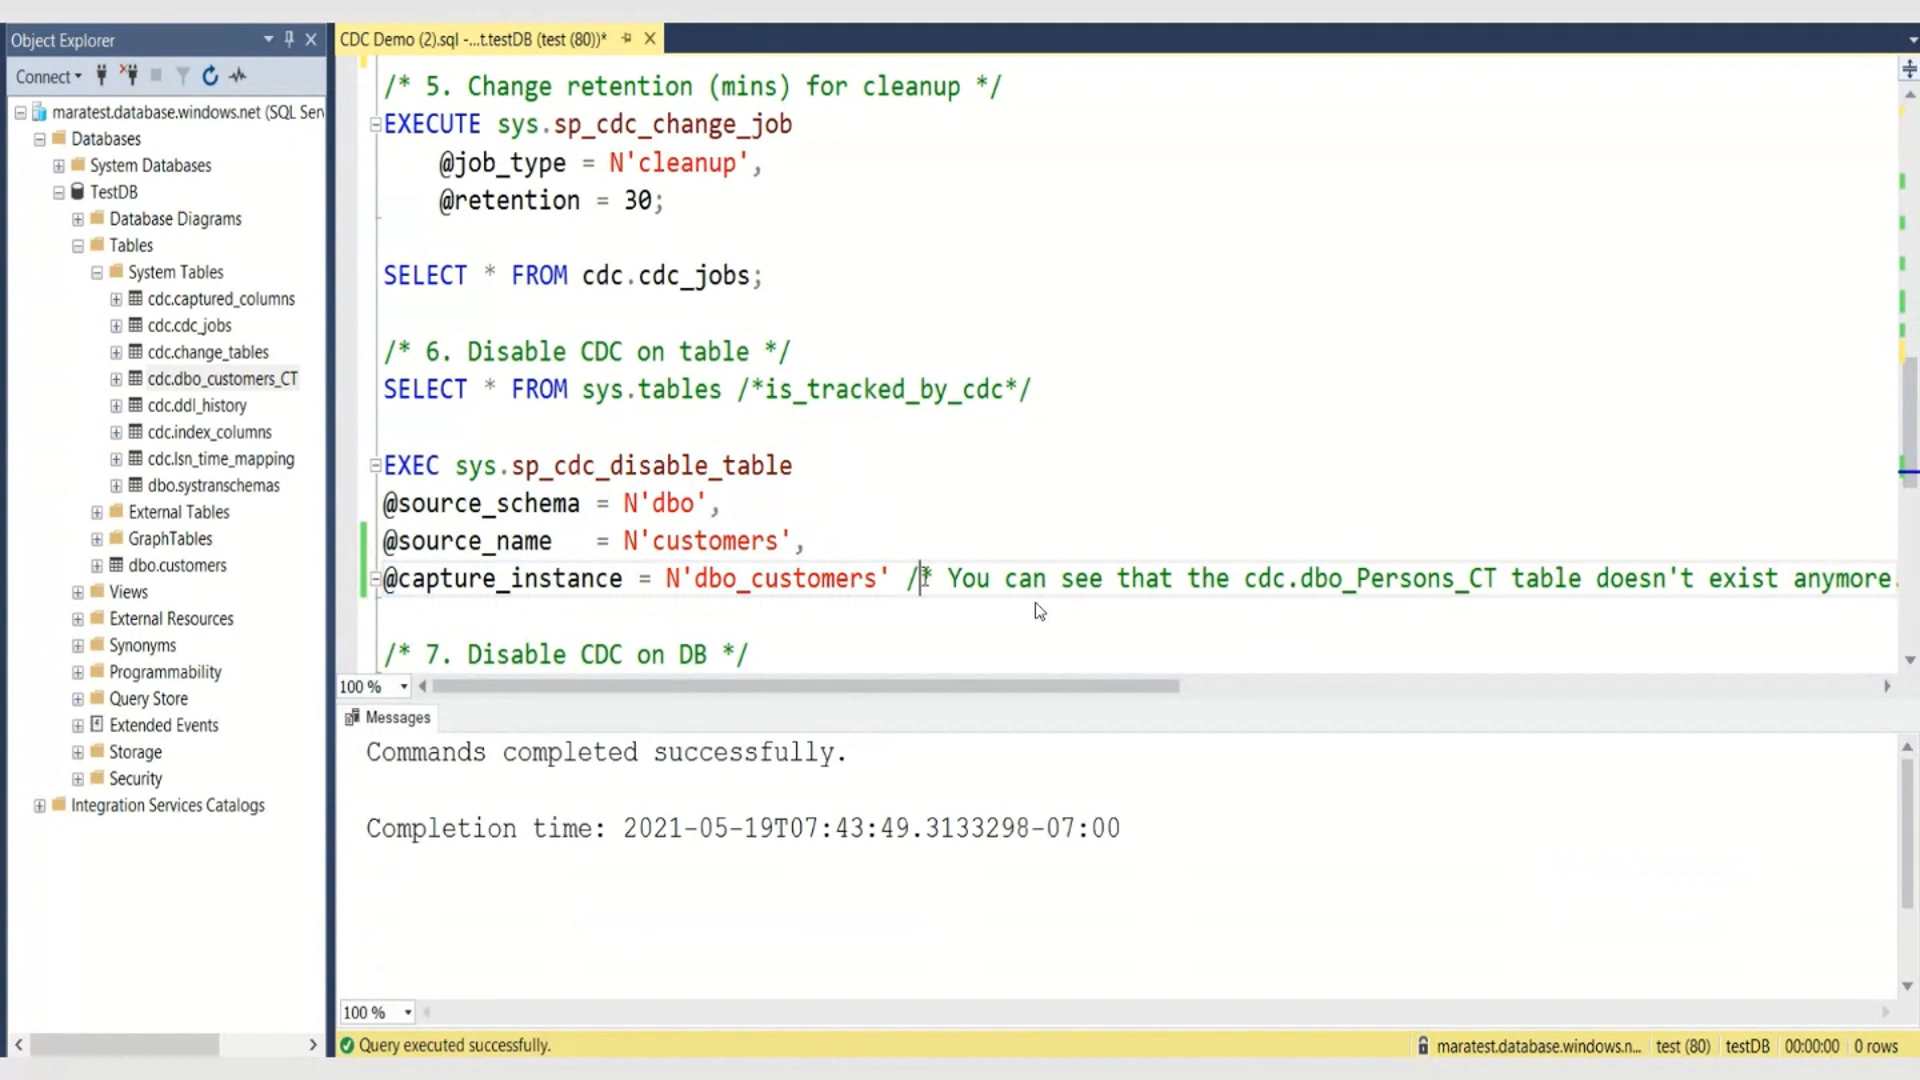 Object Explorer
Connect
maratest.database.windows.net (SQL Serv
Databases
System Databases
TestDB
Database Diagrams
Tables
System Tables
cdc.captured_columns
cdc.cdc_jobs
cdc.change_tables
cdc.dbo_customers_CT
cdc.ddl_history
cdc.index_columns
cdc.lsn_time_mapping
dbo.systranschemas
External Tables
GraphTables
dbo.customers
Views
External Resources
Synonyms
Programmability
Query Store
Extended Events
Storage
Security
Integration Services Catalogs
CDC Demo (2).sql -...t.testDB (test (80))*
/* 5. Change retention (mins) for cleanup */
EXECUTE sys.sp_cdc_change_job
@job_type = N'cleanup',
@retention = 30;
SELECT * FROM cdc.cdc_jobs;
/* 6. Disable CDC on table */
SELECT * FROM sys.tables /*is_tracked_by_cdc*/
EXEC sys.sp_cdc_disable_table
@source_schema = N'dbo',
@source_name = N'customers',
@capture_instance = N'dbo_customers' /* You can see that the cdc.dbo_Persons_CT table doesn't exist anymore.
/* 7. Disable CDC on DB */
100 %
Messages
Commands completed successfully.
Completion time: 2021-05-19T07:43:49.3133298-07:00
100 %
Query executed successfully.
maratest.database.windows.n... test (80) testDB 00:00:00 0 rows